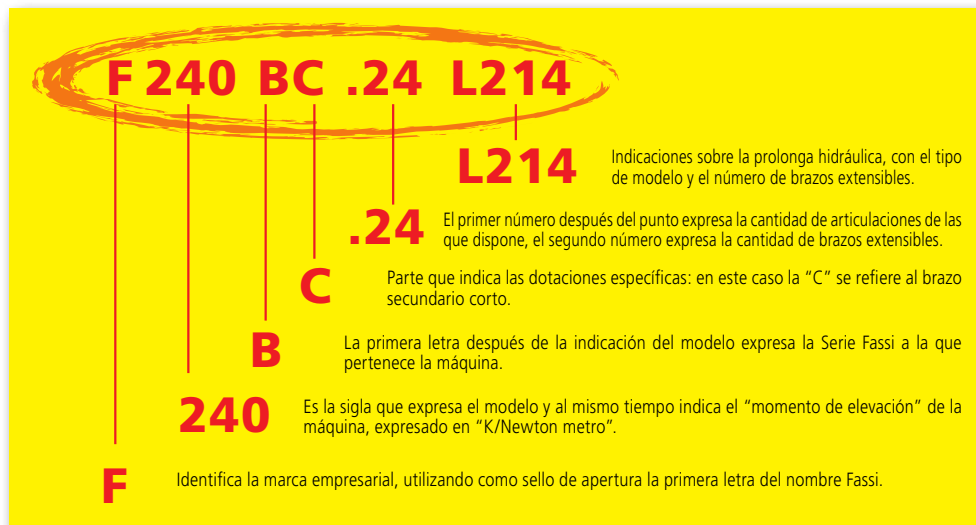 F 240 BC .24 L214
L214
Indicaciones sobre la prolonga hidráulica, con el tipo
de modelo y el número de brazos extensibles.
.24
El primer número después del punto expresa la cantidad de articulaciones de las
que dispone, el segundo número expresa la cantidad de brazos extensibles.
C
Parte que indica las dotaciones específicas: en este caso la “C” se refiere al brazo
secundario corto.
B
La primera letra después de la indicación del modelo expresa la Serie Fassi a la que
pertenece la máquina.
240
Es la sigla que expresa el modelo y al mismo tiempo indica el “momento de elevación” de la
máquina, expresado en “K/Newton metro”.
F
Identifica la marca empresarial, utilizando como sello de apertura la primera letra del nombre Fassi.